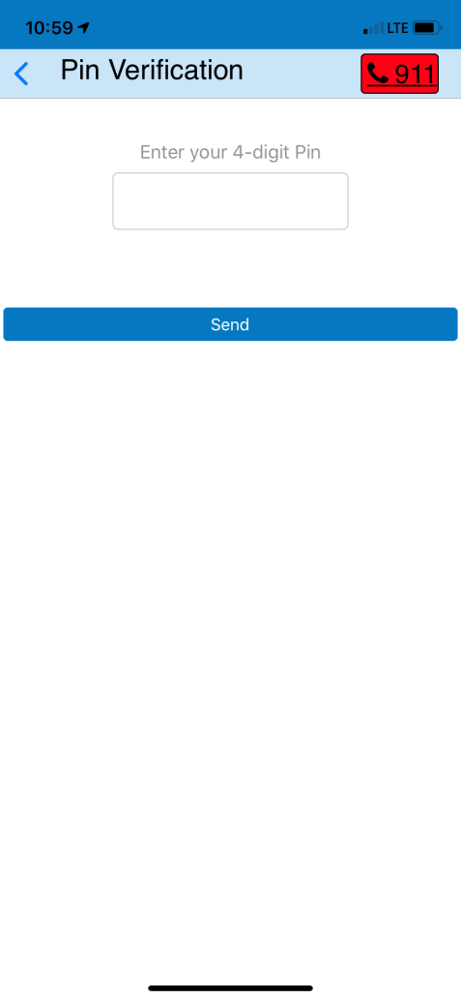 10:59
LTE
Pin Verification
911
Enter your 4-digit Pin
Send